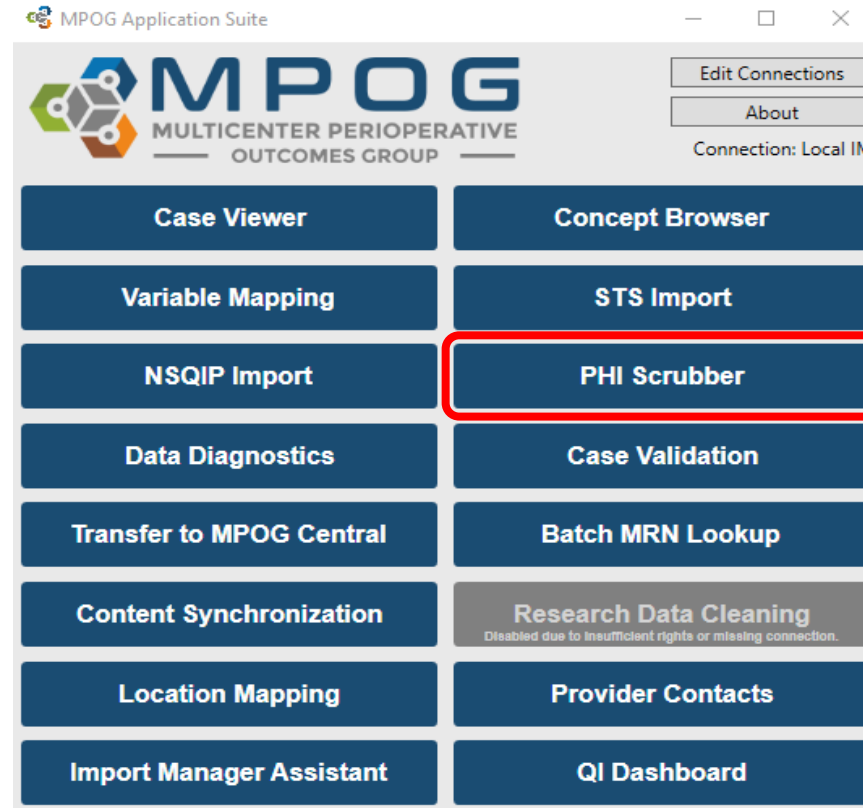 MPOG Application Suite
MPOG
MULTICENTER PERIOPERATIVE
OUTCOMES GROUP
Edit Connections
About
Connection: Local
Case Viewer
Concept Browser
Variable Mapping
STS Import
NSQIP Import
PHI Scrubber
Data Diagnostics
Case Validation
Transfer to MPOG Central
Batch MRN Lookup
Content Synchronization
Research Data Cleaning
Disabled due to insufficient rights or missing connection.
Location Mapping
Provider Contacts
Import Manager Assistant
QI Dashboard